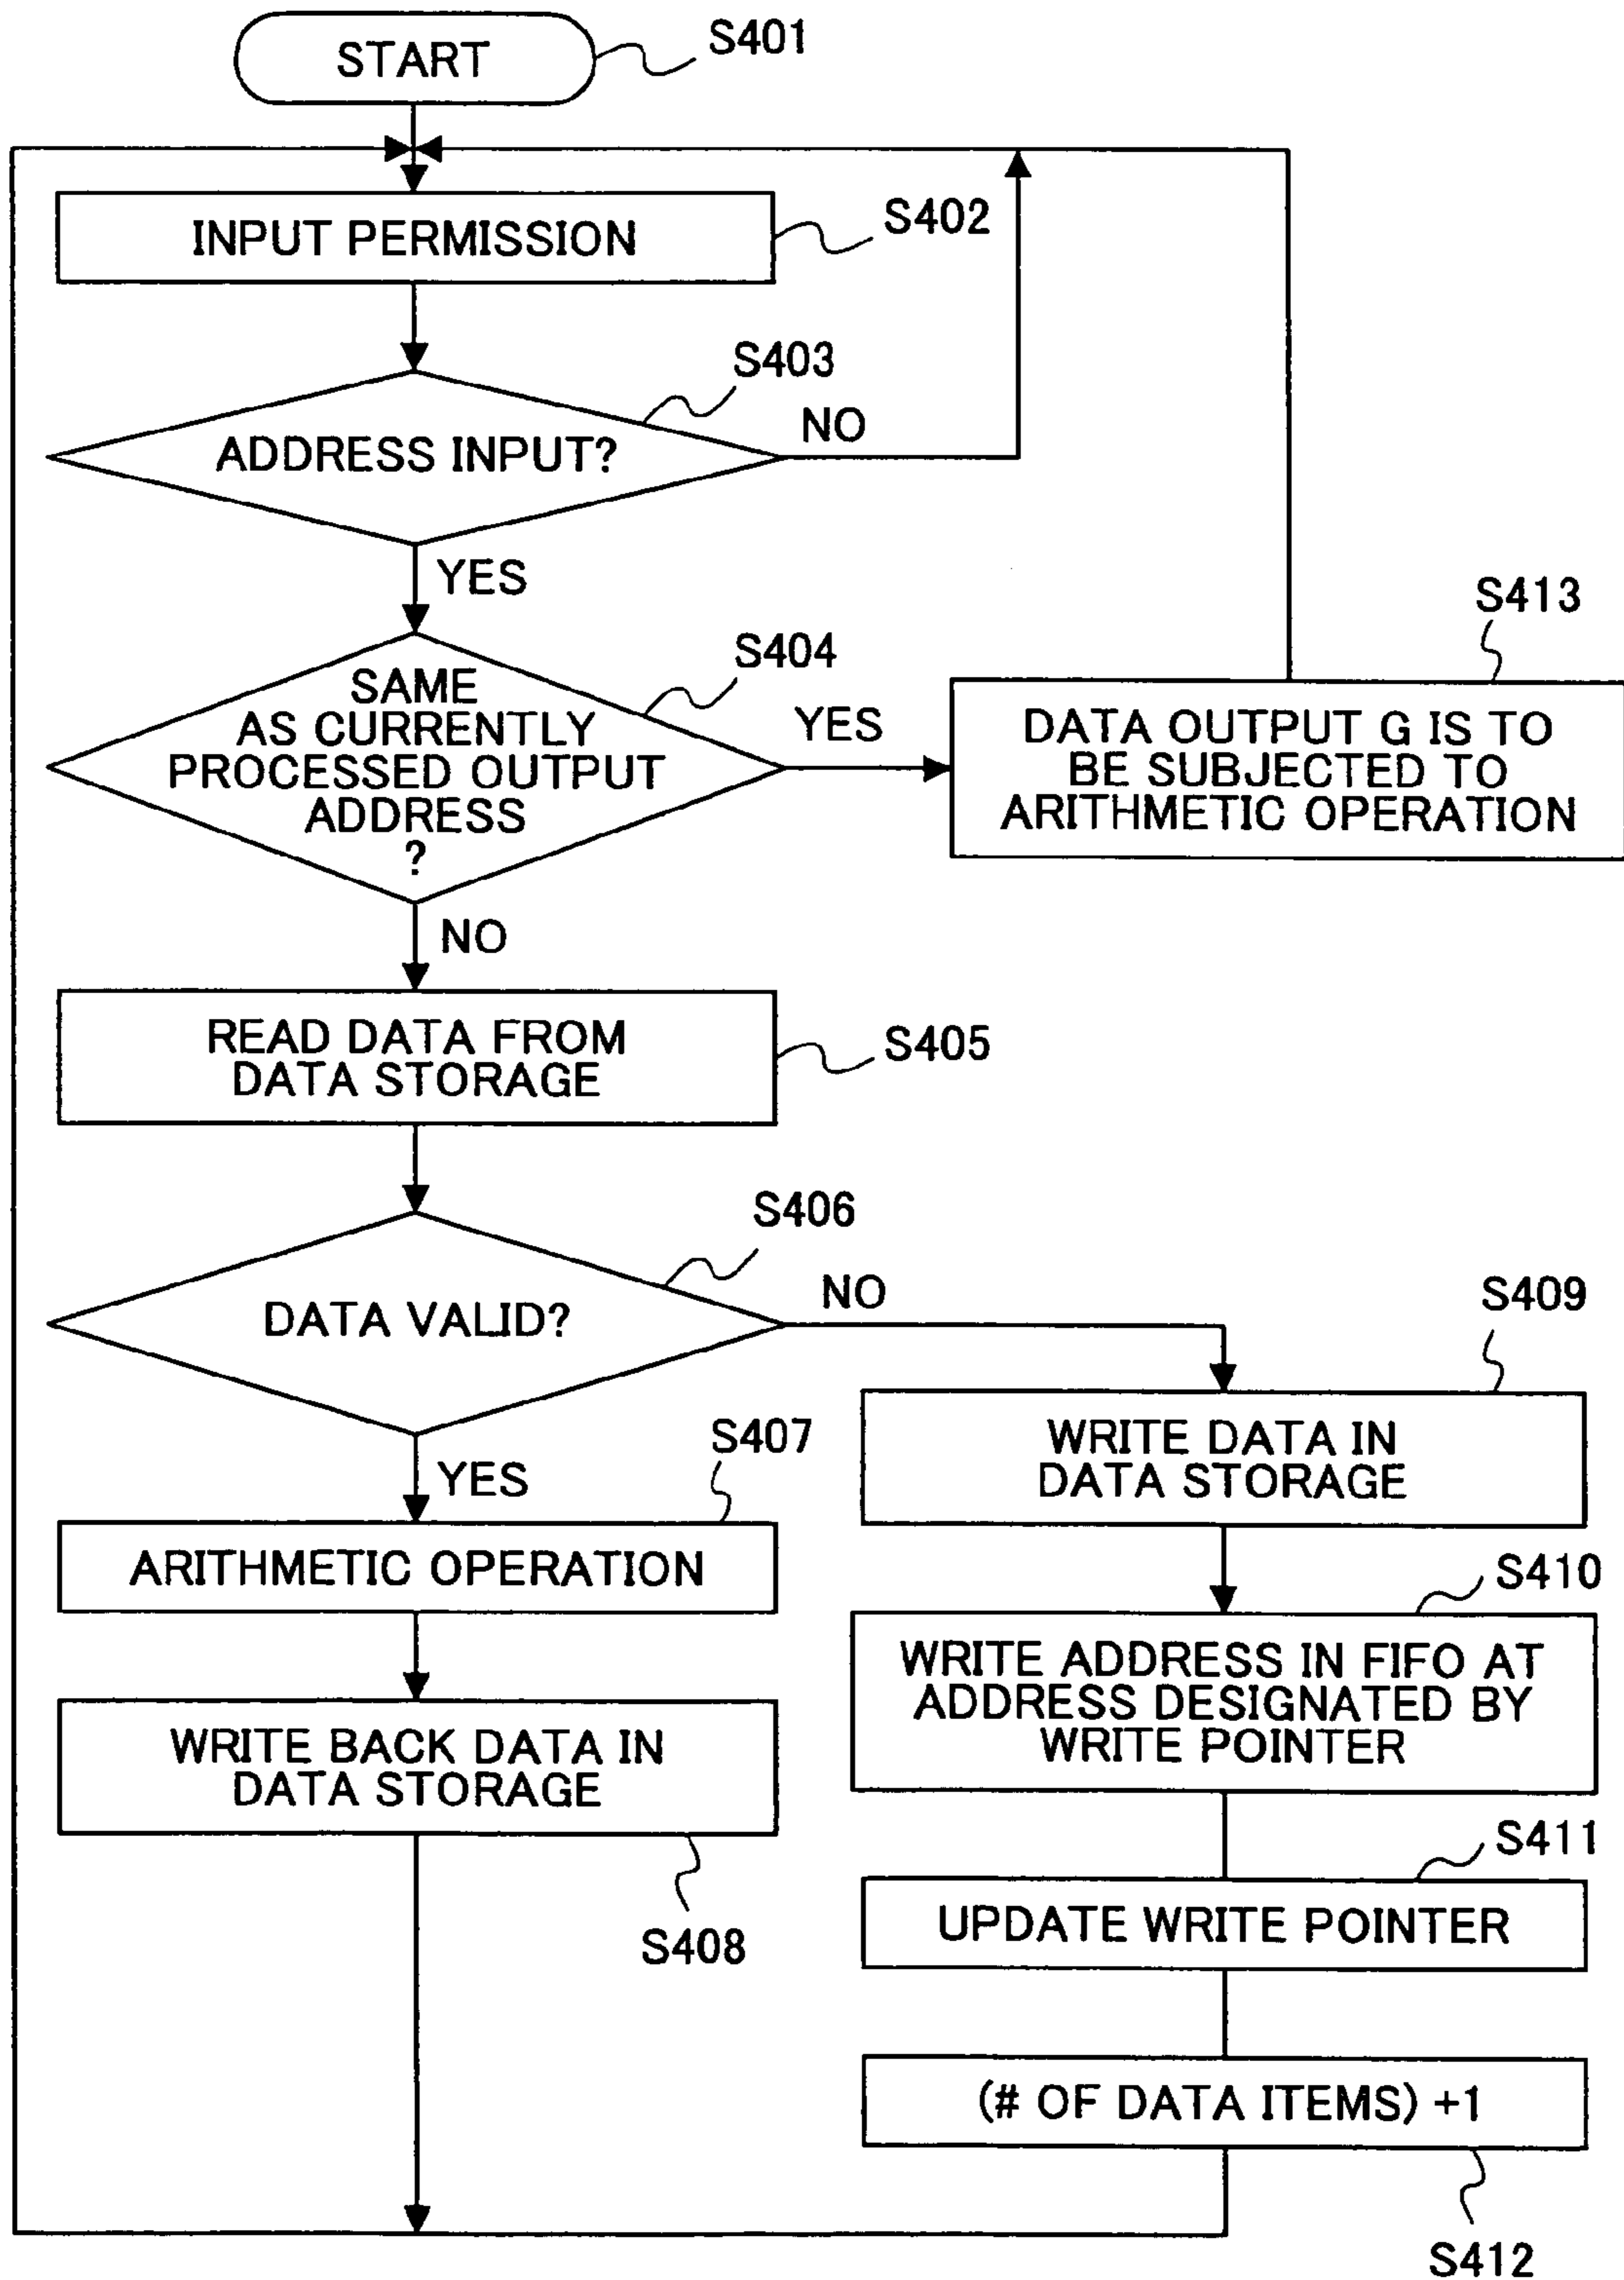 START
S401
INPUT PERMISSION
S402
S403
ADDRESS INPUT?
NO
YES
S404
SAME
AS CURRENTLY
PROCESSED OUTPUT
ADDRESS
?
YES
S413
DATA OUTPUT G IS TO
BE SUBJECTED TO
ARITHMETIC OPERATION
NO
READ DATA FROM
DATA STORAGE
S405
S406
DATA VALID?
NO
YES
S407
ARITHMETIC OPERATION
WRITE BACK DATA IN
DATA STORAGE
S408
S409
WRITE DATA IN
DATA STORAGE
S410
WRITE ADDRESS IN FIFO AT
ADDRESS DESIGNATED BY
WRITE POINTER
S411
UPDATE WRITE POINTER
(# OF DATA ITEMS) +1
S412